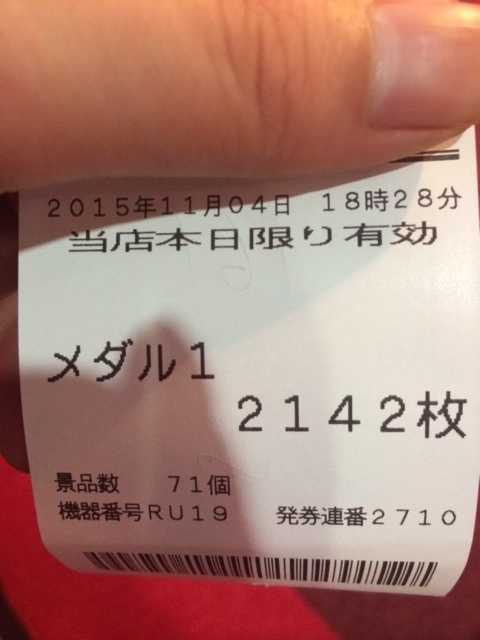 2015年11月04日 18時28分
当店本日限り有効
メダル1
2142枚
景品数 71個
機器番号RU19 発券連番2710